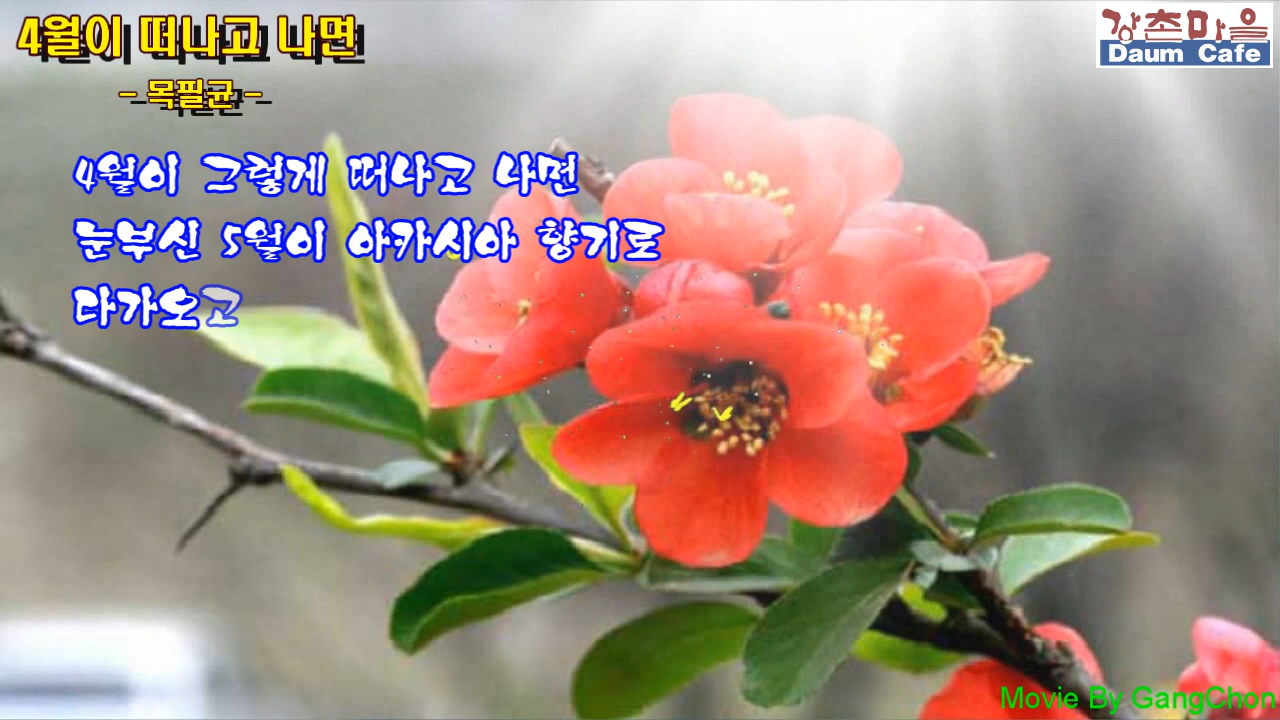 4월이 떠나고 나면
- 목필균 -
강촌마을
Daum Cafe
4월이 그렇게 떠나고 나면
눈부신 5월이 아카시아 향기로
다가오고
Movie By GangChon